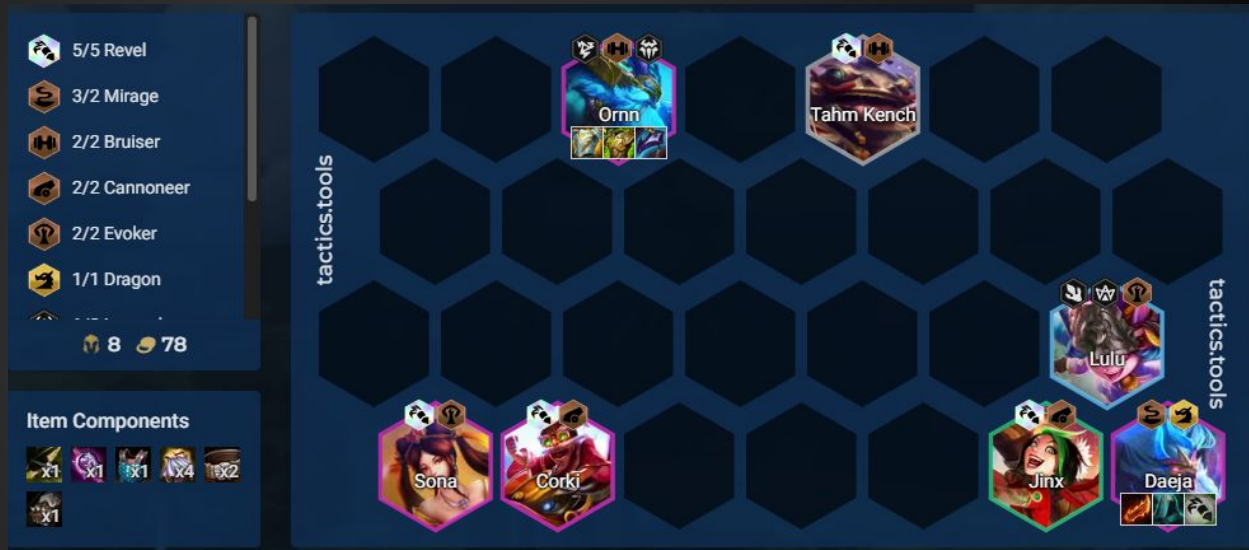 5/5 Revel
3/2 Mirage
2/2 Bruiser
2/2 Cannoneer
2/2 Evoker
1/1 Dragon
8 78
Item Components
x1 x1 x1 x4 x2
x1
tactics.tools
Ornn
Tahm Kench
Lulu
Sona
Corki
Jinx
Daeja
tactics.tools